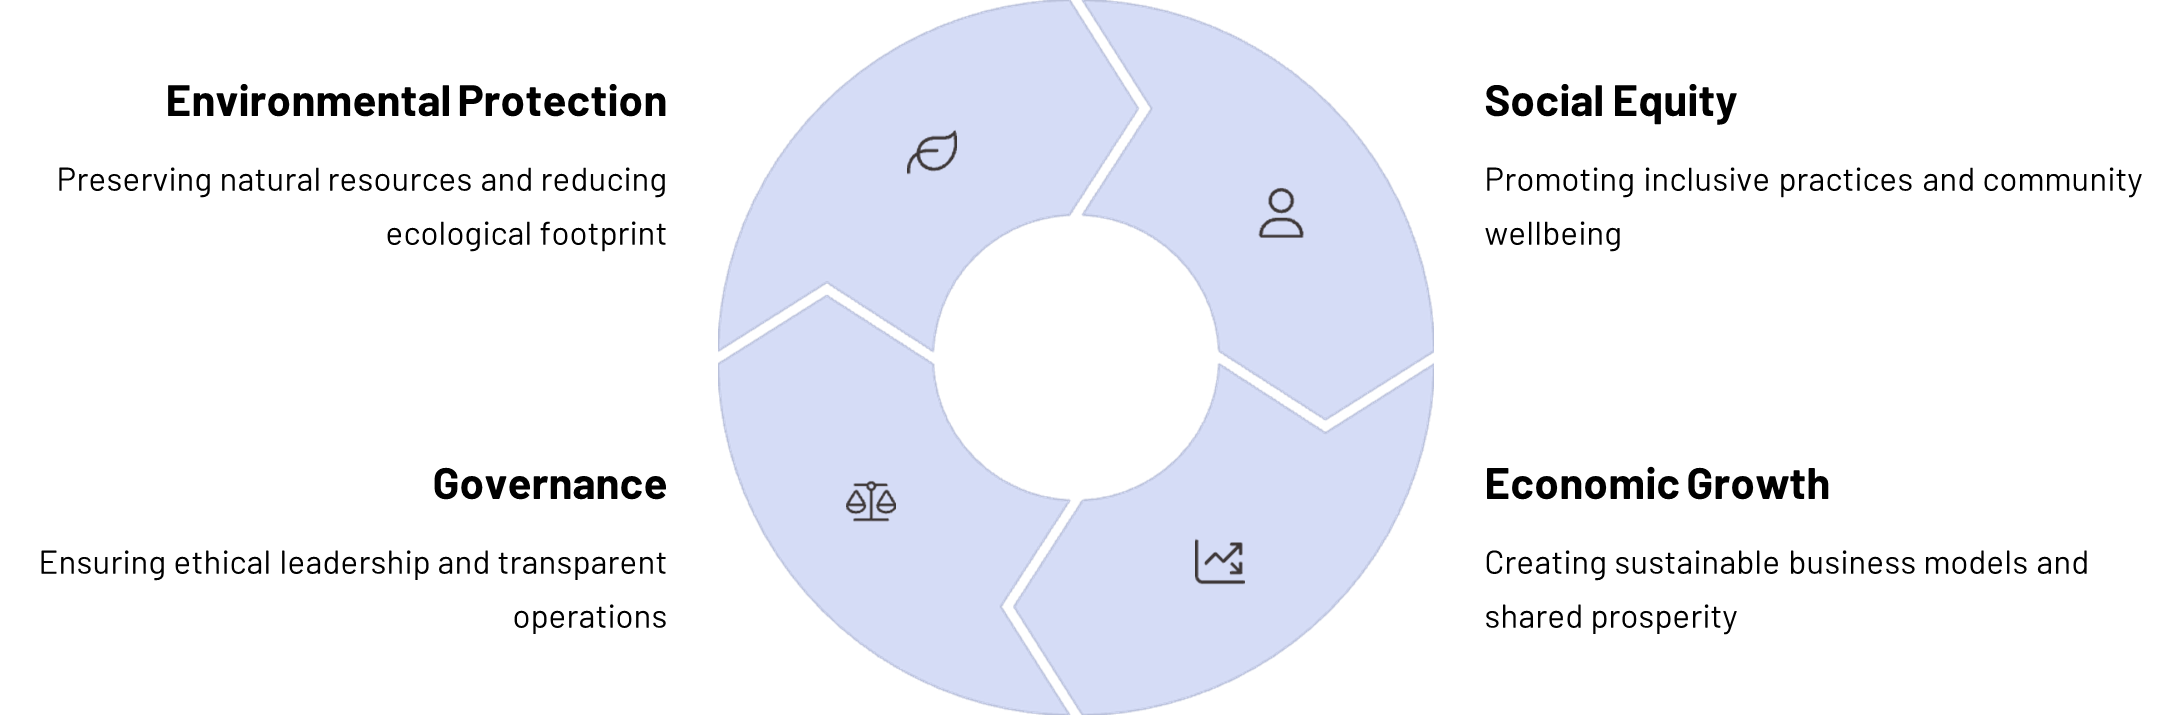 Environmental Protection
Preserving natural resources and reducing
ecological footprint
Social Equity
Promoting inclusive practices and community
wellbeing
Governance
Ensuring ethical leadership and transparent
operations
Economic Growth
Creating sustainable business models and
shared prosperity